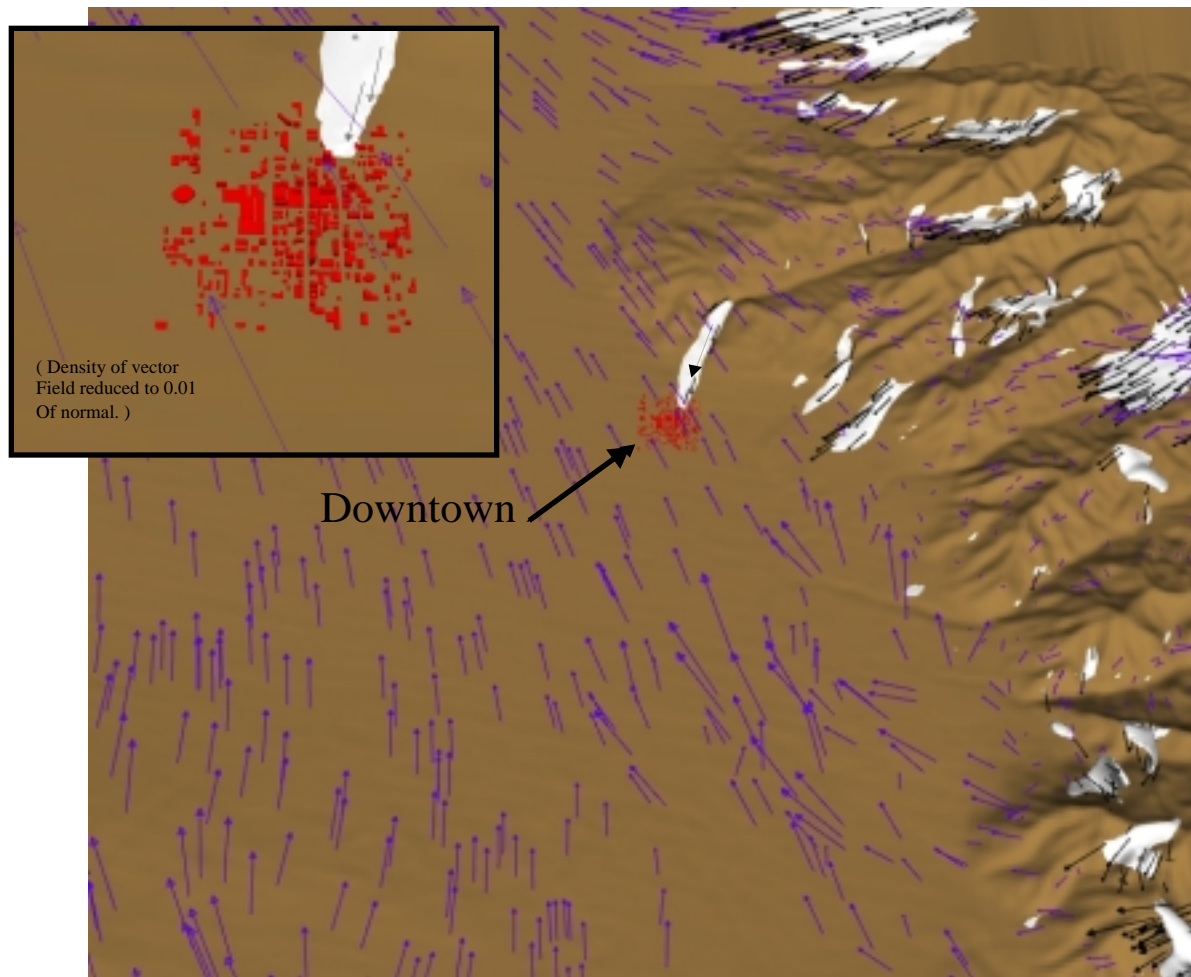 ( Density of vector
Field reduced to 0.01
Of normal. )
Downtown